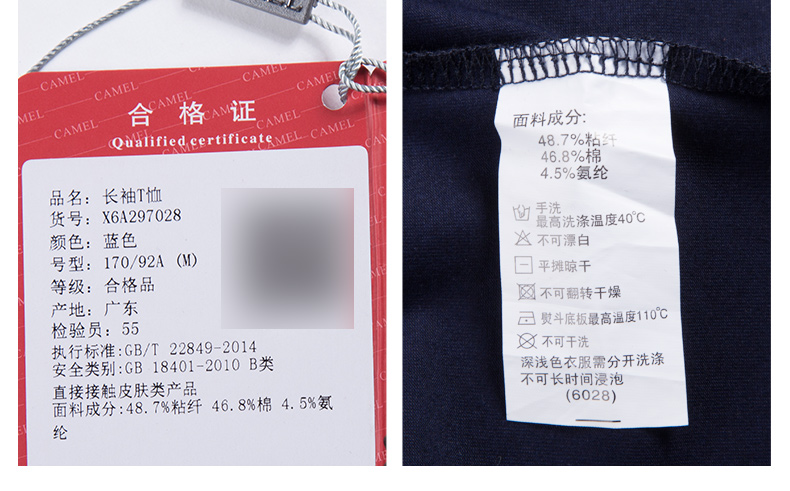 CAMEL
合格证
Qualified certificate
品名：长袖T恤
货号：X6A297028
颜色：蓝色
号型：170/92A (M)
等级：合格品
产地：广东
检验员：55
执行标准:GB/T 22849-2014
安全类别:GB 18401-2010 B类
直接接触皮肤类产品
面料成分:48.7%粘纤 46.8%棉 4.5%氨
纶
面料成分:
48.7%粘纤
46.8%棉
4.5%氨纶
手洗
最高洗涤温度40℃
不可漂白
平摊晾干
不可翻转干燥
熨斗底板最高温度110℃
不可干洗
深浅色衣服需分开洗涤
不可长时间浸泡
(6028)